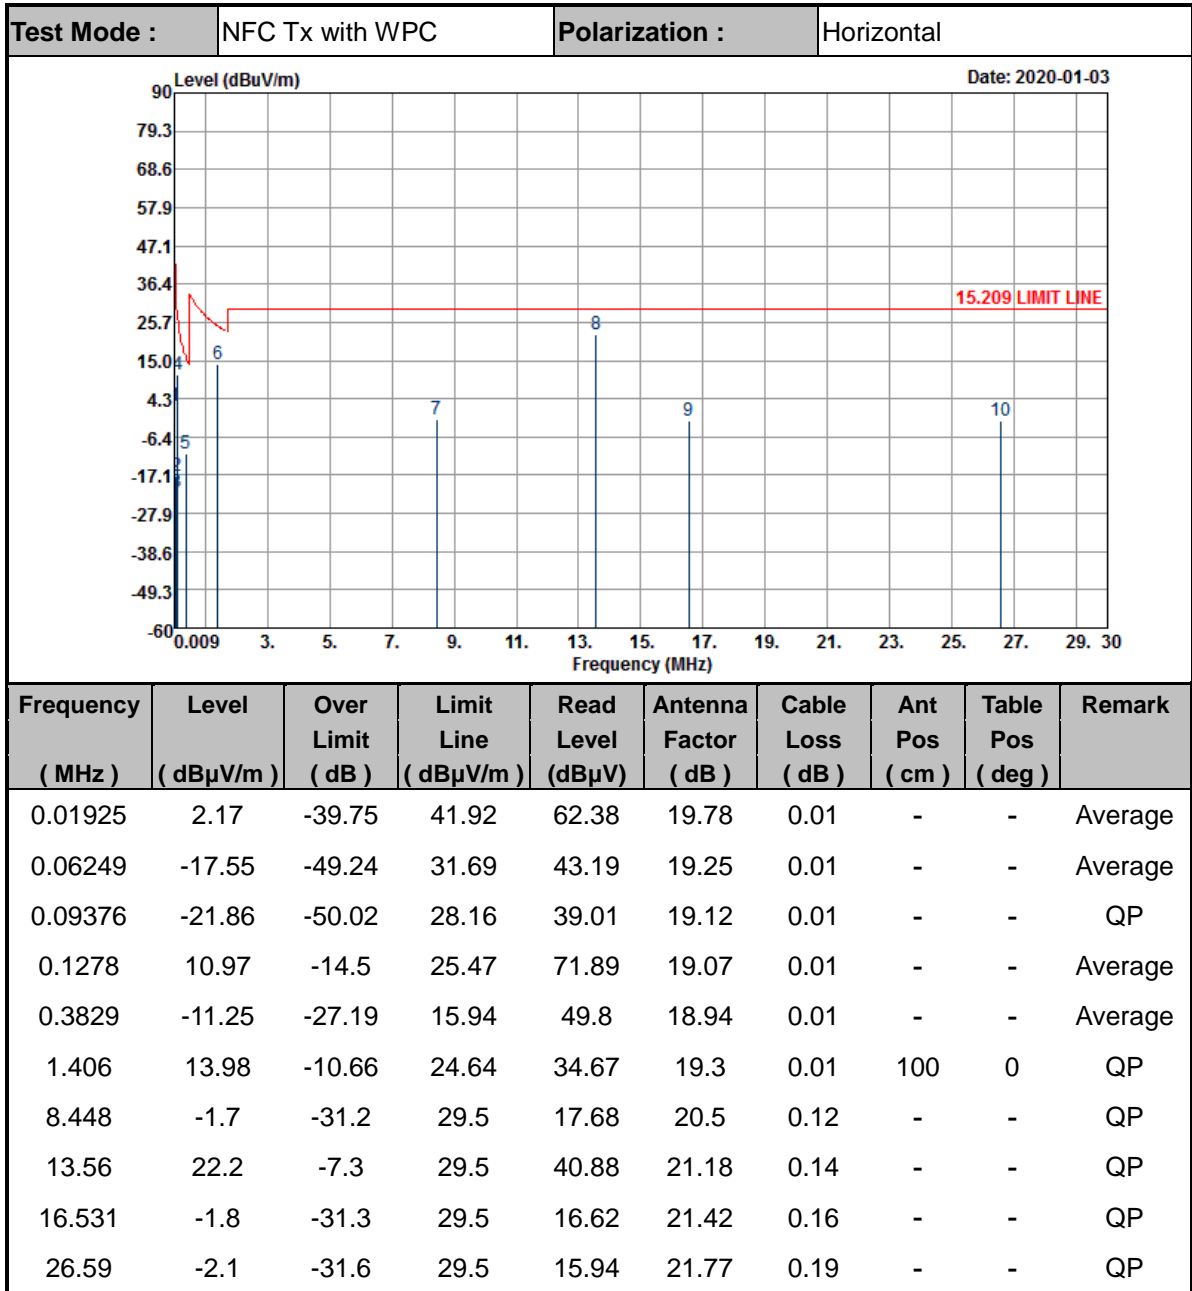 Test Mode : NFC Tx with WPC Polarization : Horizontal
Level (dBuV/m) Date: 2020-01-03
90
79.3
68.6
57.9
47.1
36.4
15.209 LIMIT LINE
25.7
8
15.04
4
6
4.3
7
9
10
-6.4
5
-17.1
-27.9
-38.6
-49.3
-60
0.009 3. 5. 7. 9. 11. 13. 15. 17. 19. 21. 23. 25. 27. 29. 30
Frequency (MHz)
Frequency Level Over Limit Read Antenna Cable Ant Table Remark
Limit Line Level Factor Loss Pos Pos
( MHz ) ( dBµV/m ) ( dB ) ( dBµV/m ) (dBµV) ( dB ) ( dB ) ( cm ) ( deg )
0.01925 2.17 -39.75 41.92 62.38 19.78 0.01 - - Average
0.06249 -17.55 -49.24 31.69 43.19 19.25 0.01 - - Average
0.09376 -21.86 -50.02 28.16 39.01 19.12 0.01 - - QP
0.1278 10.97 -14.5 25.47 71.89 19.07 0.01 - - Average
0.3829 -11.25 -27.19 15.94 49.8 18.94 0.01 - - Average
1.406 13.98 -10.66 24.64 34.67 19.3 0.01 100 0 QP
8.448 -1.7 -31.2 29.5 17.68 20.5 0.12 - - QP
13.56 22.2 -7.3 29.5 40.88 21.18 0.14 - - QP
16.531 -1.8 -31.3 29.5 16.62 21.42 0.16 - - QP
26.59 -2.1 -31.6 29.5 15.94 21.77 0.19 - - QP